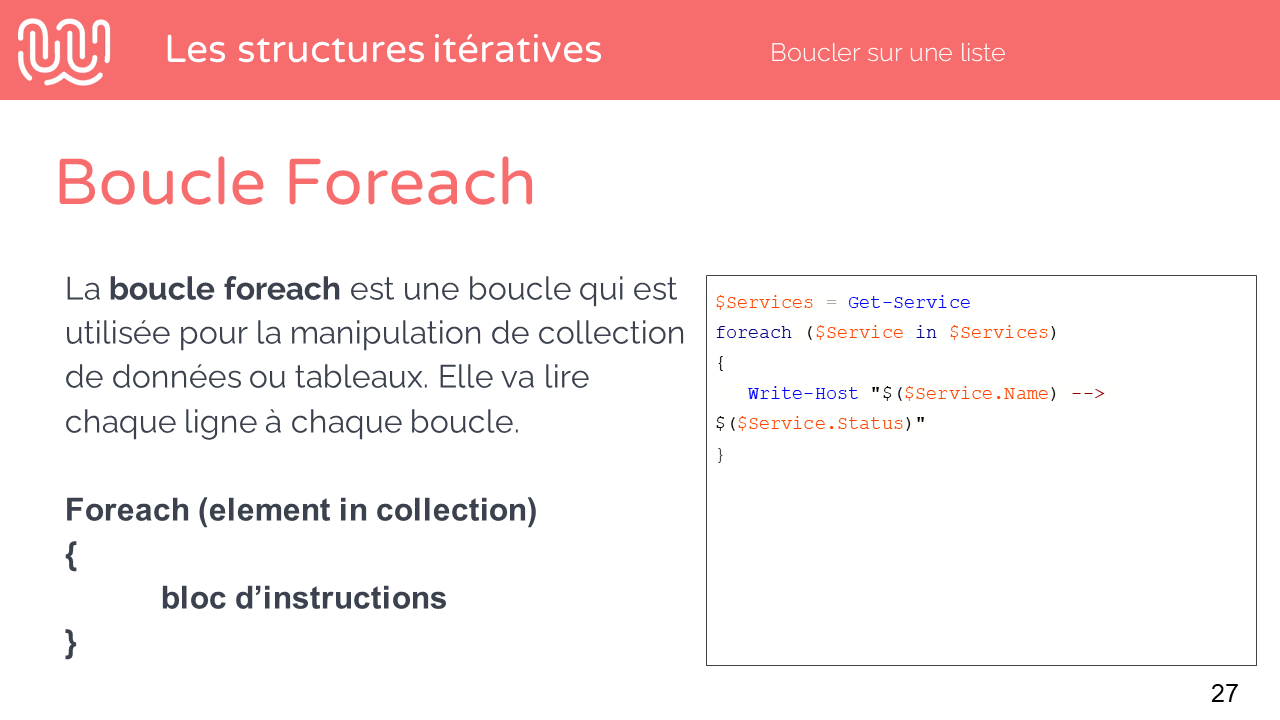 Les structures itératives
Boucler sur une liste
Boucle Foreach
La boucle foreach est une boucle qui est
utilisée pour la manipulation de collection
de données ou tableaux. Elle va lire
chaque ligne à chaque boucle.
Foreach (element in collection)
{
bloc d’instructions
}
$Services = Get-Service
foreach ($Service in $Services)
{
Write-Host "$($Service.Name) -->
$($Service.Status)"
}
27